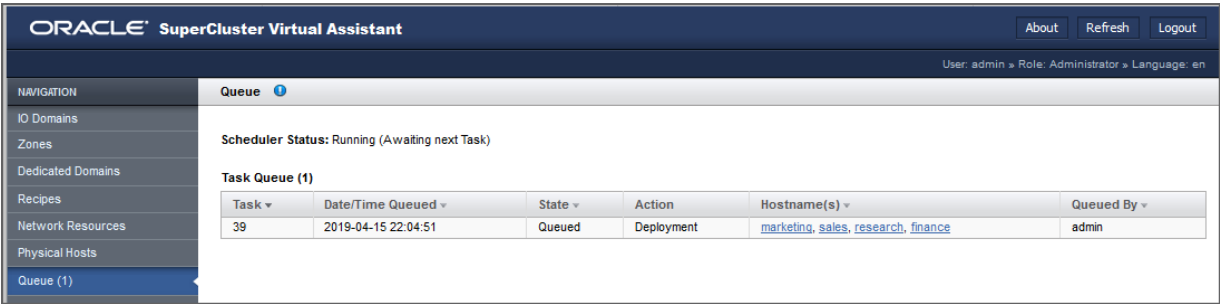 ORACLE® SuperCluster Virtual Assistant About Refresh Logout
User: admin » Role: Administrator » Language: en
NAVIGATION
IO Domains
Zones
Dedicated Domains
Recipes
Network Resources
Physical Hosts
Queue (1)
Queue
Scheduler Status: Running (Awaiting next Task)
Task Queue (1)
Task Date/Time Queued State Action Hostname(s) Queued By
39 2019-04-15 22:04:51 Queued Deployment marketing, sales, research, finance admin